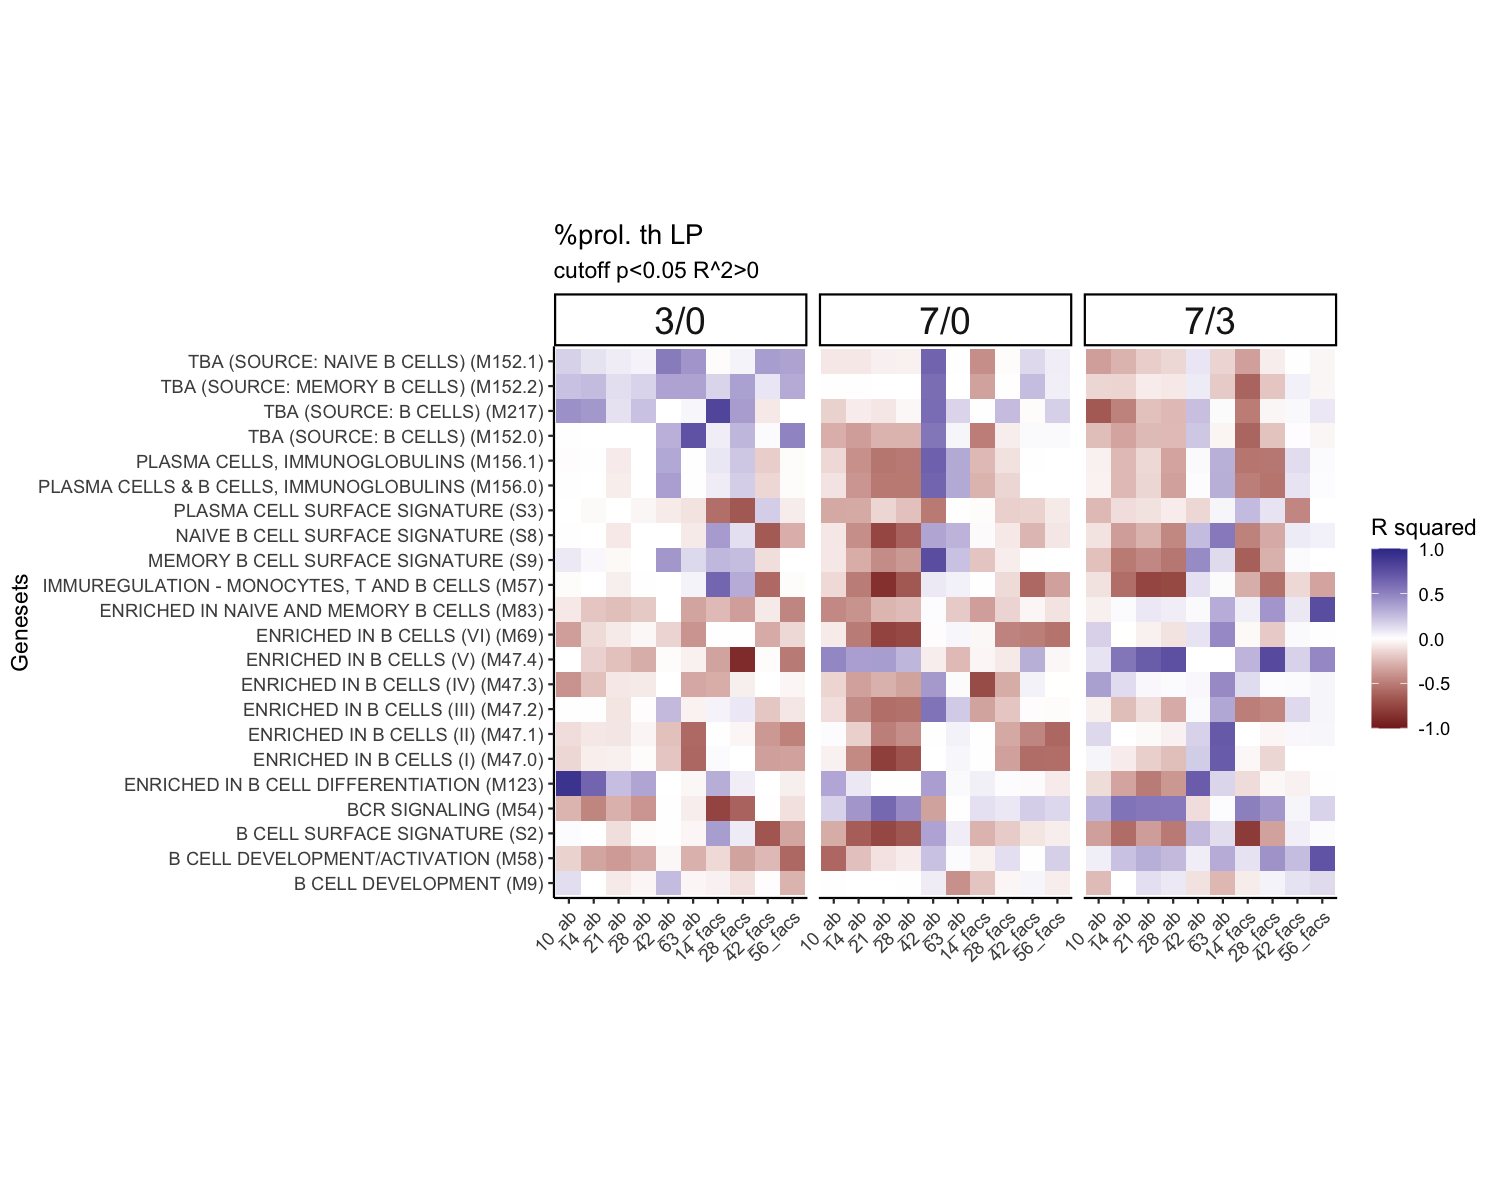 %prol. th LP
cutoff p<0.05 R^2>0
3/0 7/0 7/3
Genesets
TBA (SOURCE: NAIVE B CELLS) (M152.1)
TBA (SOURCE: MEMORY B CELLS) (M152.2)
TBA (SOURCE: B CELLS) (M217)
TBA (SOURCE: B CELLS) (M152.0)
PLASMA CELLS, IMMUNOGLOBULINS (M156.1)
PLASMA CELLS & B CELLS, IMMUNOGLOBULINS (M156.0)
PLASMA CELL SURFACE SIGNATURE (S3)
NAIVE B CELL SURFACE SIGNATURE (S8)
MEMORY B CELL SURFACE SIGNATURE (S9)
IMMUREGULATION - MONOCYTES, T AND B CELLS (M57)
ENRICHED IN NAIVE AND MEMORY B CELLS (M83)
ENRICHED IN B CELLS (VI) (M69)
ENRICHED IN B CELLS (V) (M47.4)
ENRICHED IN B CELLS (IV) (M47.3)
ENRICHED IN B CELLS (III) (M47.2)
ENRICHED IN B CELLS (II) (M47.1)
ENRICHED IN B CELLS (I) (M47.0)
ENRICHED IN B CELL DIFFERENTIATION (M123)
BCR SIGNALING (M54)
B CELL SURFACE SIGNATURE (S2)
B CELL DEVELOPMENT/ACTIVATION (M58)
B CELL DEVELOPMENT (M9)
10_ab 14_ab 21_ab 28_ab 42_ab 63_ab 14_facs 28_facs 42_facs 56_facs
10_ab 14_ab 21_ab 28_ab 42_ab 63_ab 14_facs 28_facs 42_facs 56_facs
10_ab 14_ab 21_ab 28_ab 42_ab 63_ab 14_facs 28_facs 42_facs 56_facs
R squared
1.0
0.5
0.0
-0.5
-1.0